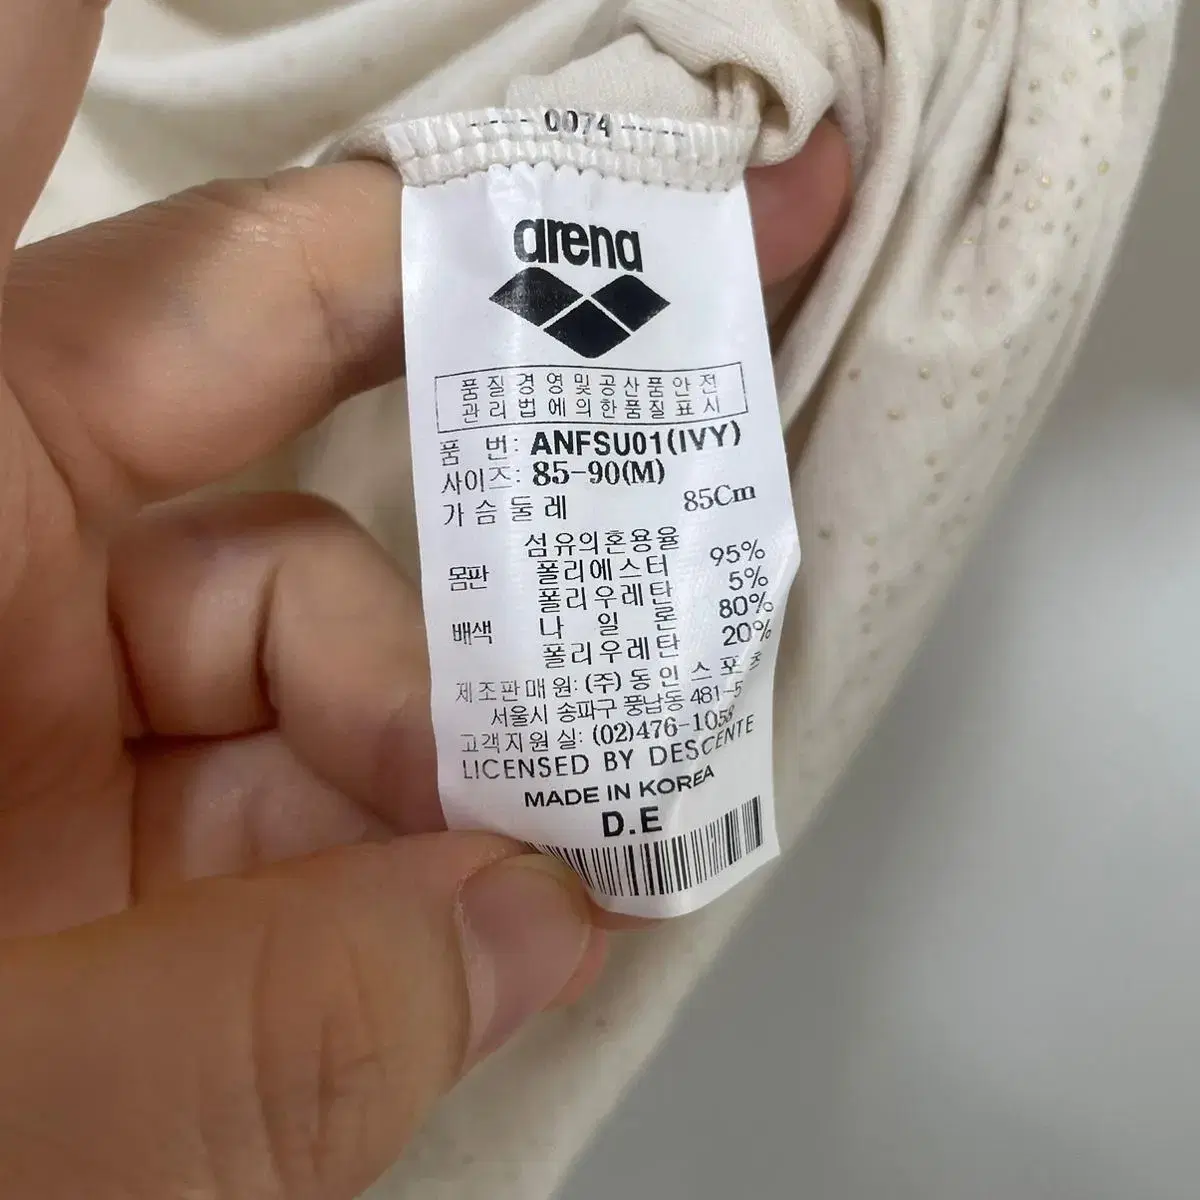 ---- 0074 ----
arena
품질경영및공산품안전
관리법에의한품질표시
품 번: ANFSU01(IVY)
사이즈: 85-90(M)
가슴둘레 85Cm
섬유의혼용율
몸판 폴리에스터 95%
폴리우레탄 5%
배색 나 일 론 80%
폴리우레탄 20%
제조판매원: (주) 동인스포츠
서울시 송파구 풍납동 481-5
고객지원실: (02)476-1058
LICENSED BY DESCENTE
MADE IN KOREA
D.E